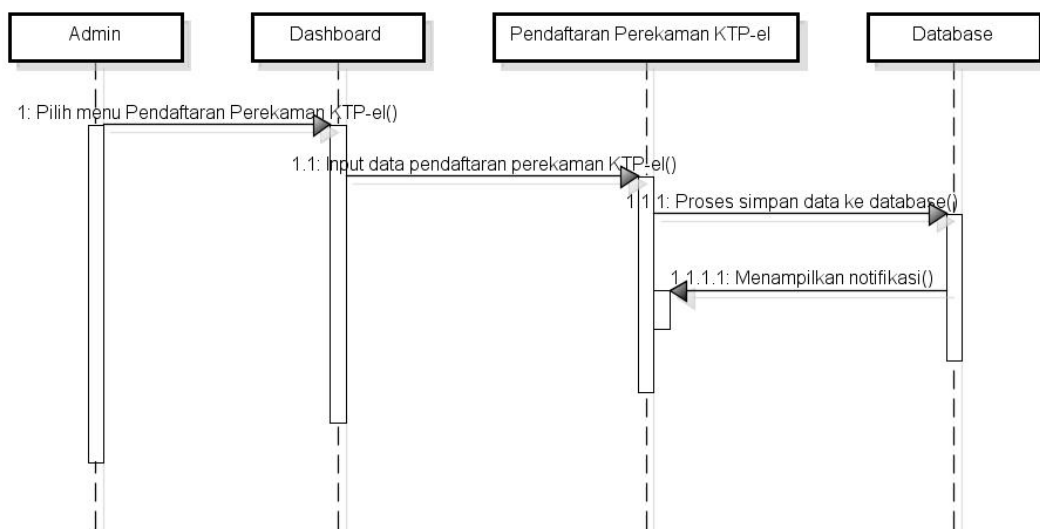 Admin
Dashboard
Pendaftaran Perekaman KTP-el
Database
1: Pilih menu Pendaftaran Perekaman KTP-el()
1.1: Input data pendaftaran perekaman KTP-el()
1.1.1: Proses simpan data ke database()
1.1.1.1: Menampilkan notifikasi()